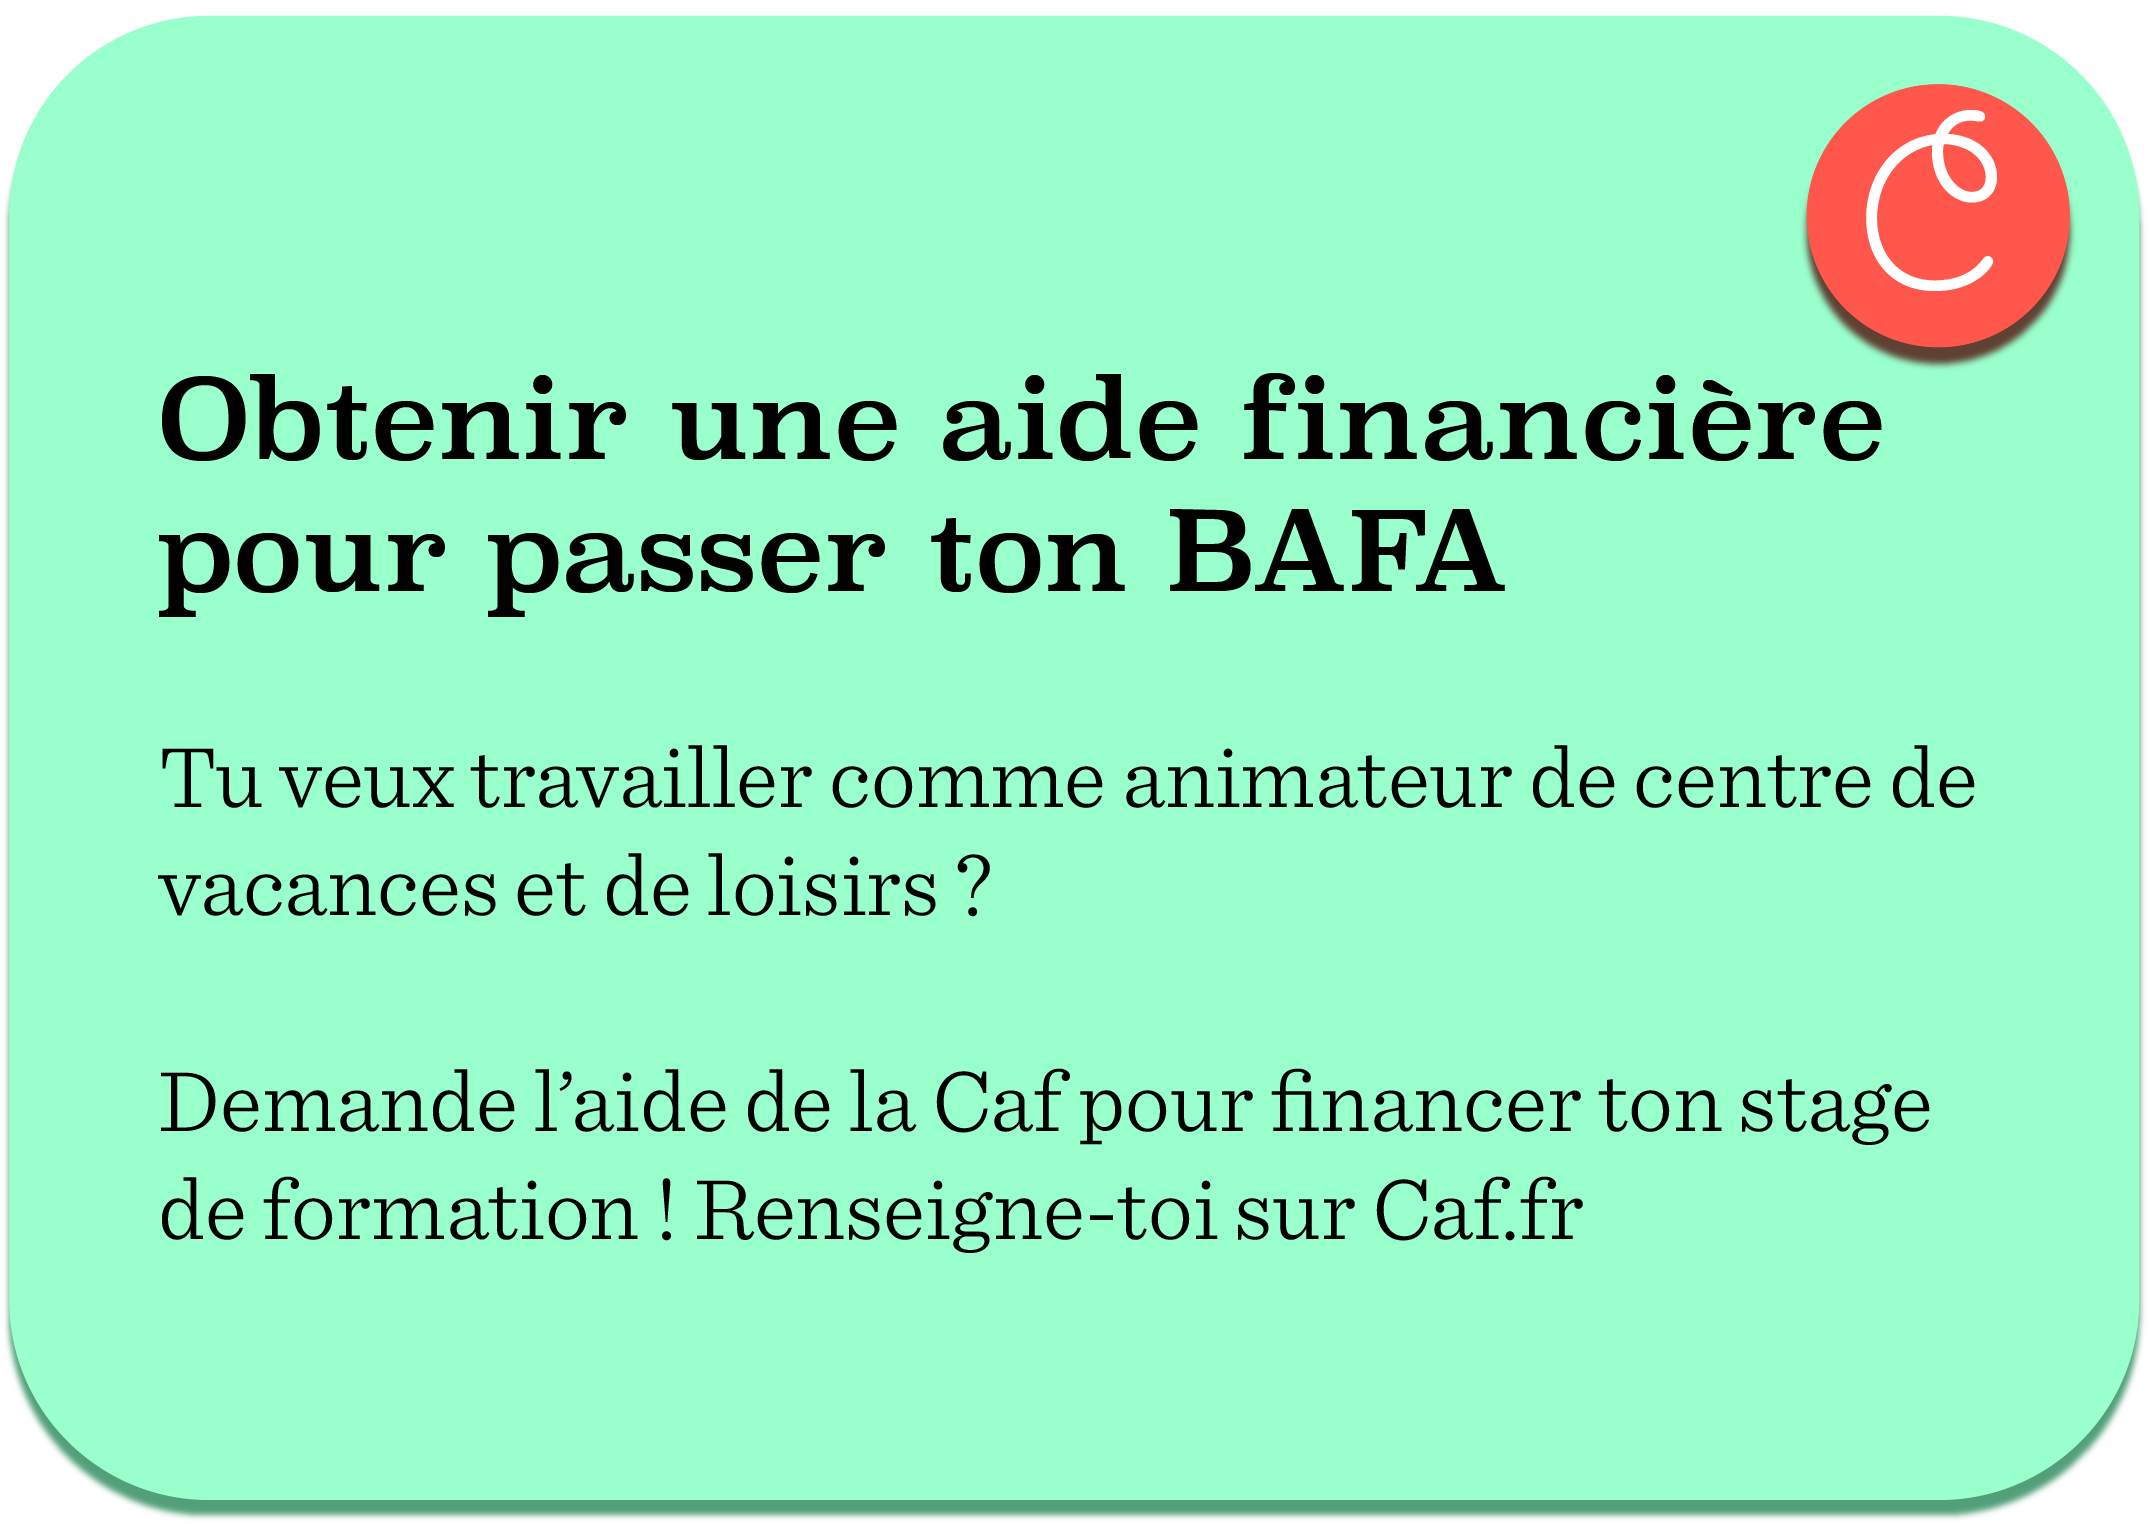 C
Obtenir une aide financière
pour passer ton BAFA
Tu veux travailler comme animateur de centre de
vacances et de loisirs ?
Demande l’aide de la Caf pour financer ton stage
de formation ! Renseigne-toi sur Caf.fr